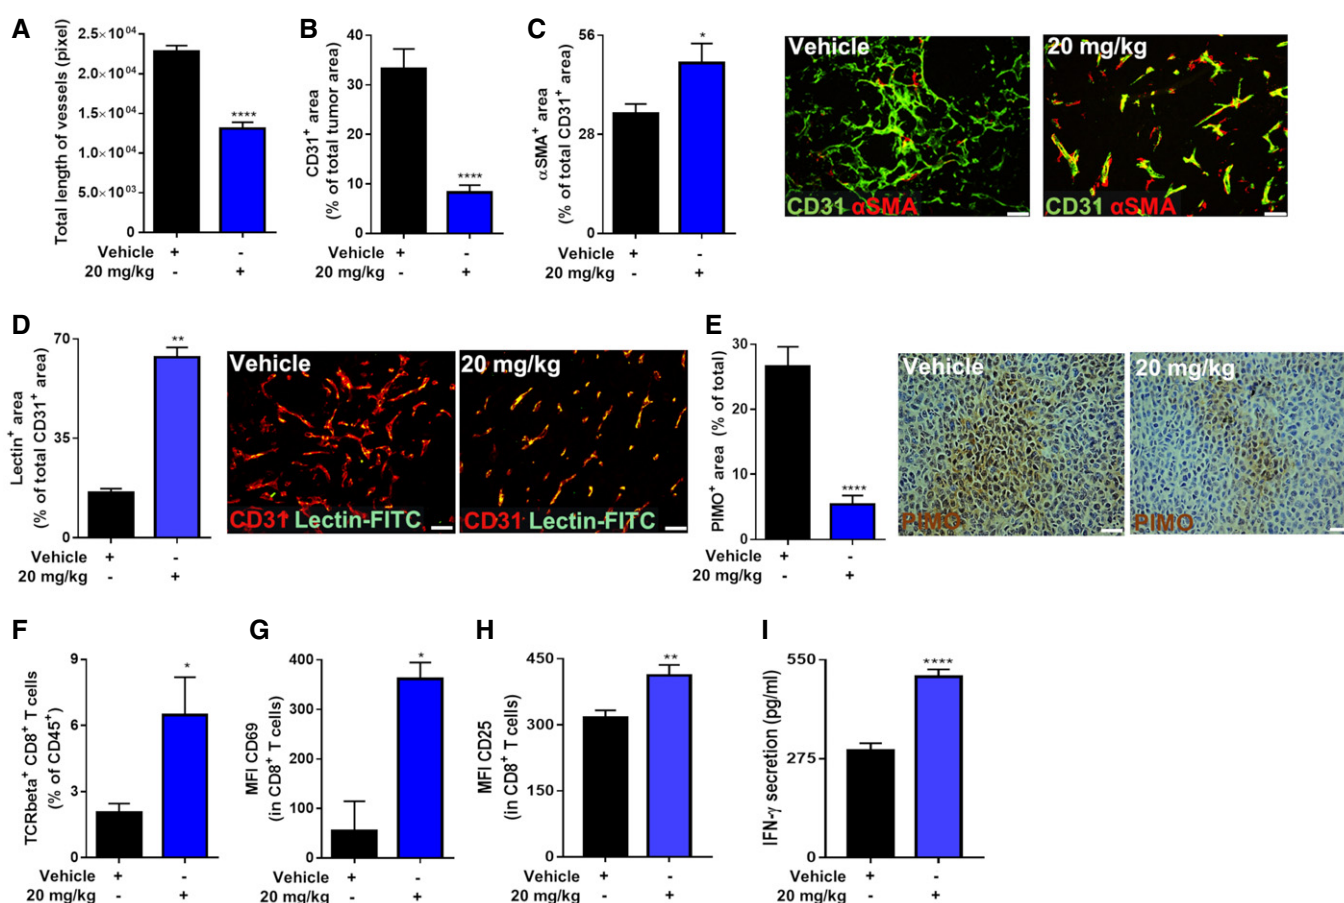 A
Total length of vessels (pixel)
2.5×10⁰⁴
2.0×10⁰⁴
1.5×10⁰⁴
1.0×10⁰⁴
5.0×10⁰³
0
****
Vehicle + -
20 mg/kg - +
B
CD31⁺ area
(% of total tumor area)
40
30
20
10
0
****
Vehicle + -
20 mg/kg - +
C
αSMA⁺ area
(% of total CD31⁺ area)
56
28
0
*
Vehicle + -
20 mg/kg - +
Vehicle
CD31 αSMA
20 mg/kg
CD31 αSMA
D
Lectin⁺ area
(% of total CD31⁺ area)
70
35
0
**
Vehicle + -
20 mg/kg - +
Vehicle
CD31 Lectin-FITC
20 mg/kg
CD31 Lectin-FITC
E
PIMO⁺ area (% of total)
30
20
10
0
****
Vehicle + -
20 mg/kg - +
Vehicle
PIMO
20 mg/kg
PIMO
F
TCRbeta⁺ CD8⁺ T cells
(% of CD45⁺)
9
6
3
0
*
Vehicle + -
20 mg/kg - +
G
MFI CD69
(in CD8⁺ T cells)
400
300
200
100
0
*
Vehicle + -
20 mg/kg - +
H
MFI CD25
(in CD8⁺ T cells)
450
300
150
0
**
Vehicle + -
20 mg/kg - +
I
IFN-γ secretion (pg/ml)
550
275
0
****
Vehicle + -
20 mg/kg - +